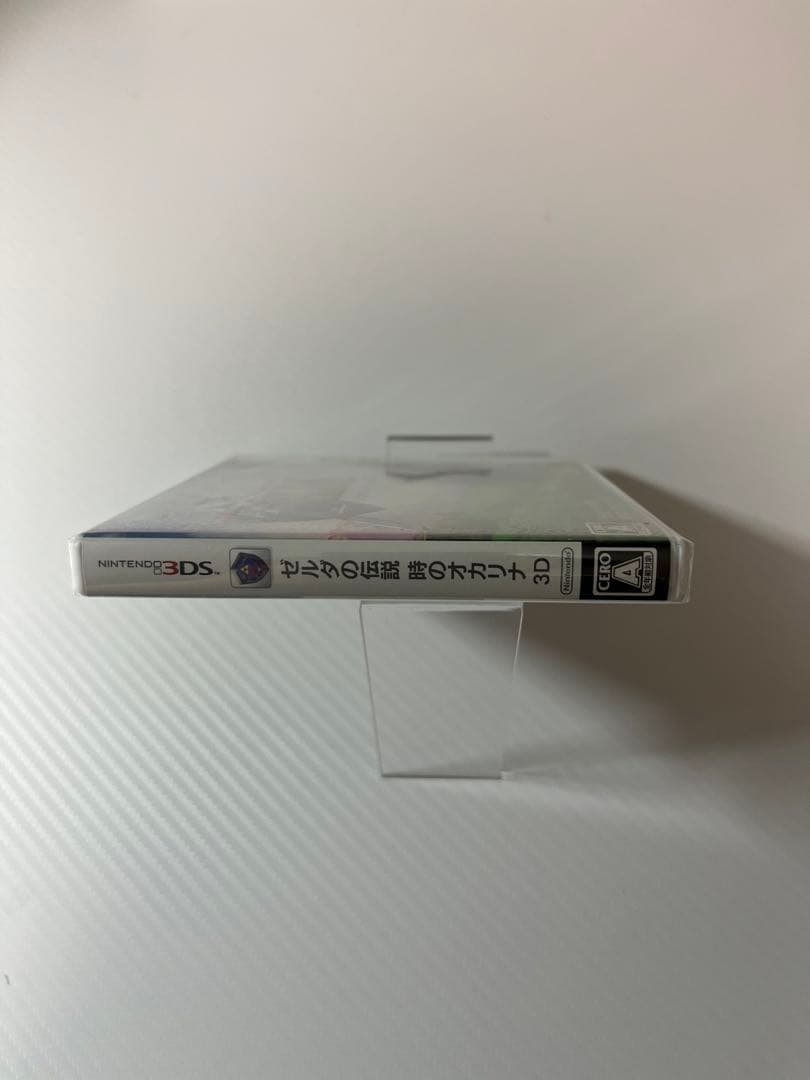 NINTENDO 3DS™
ゼルダの伝説 時のオカリナ 3D
Nintendo
CERO
A
全年齢対象